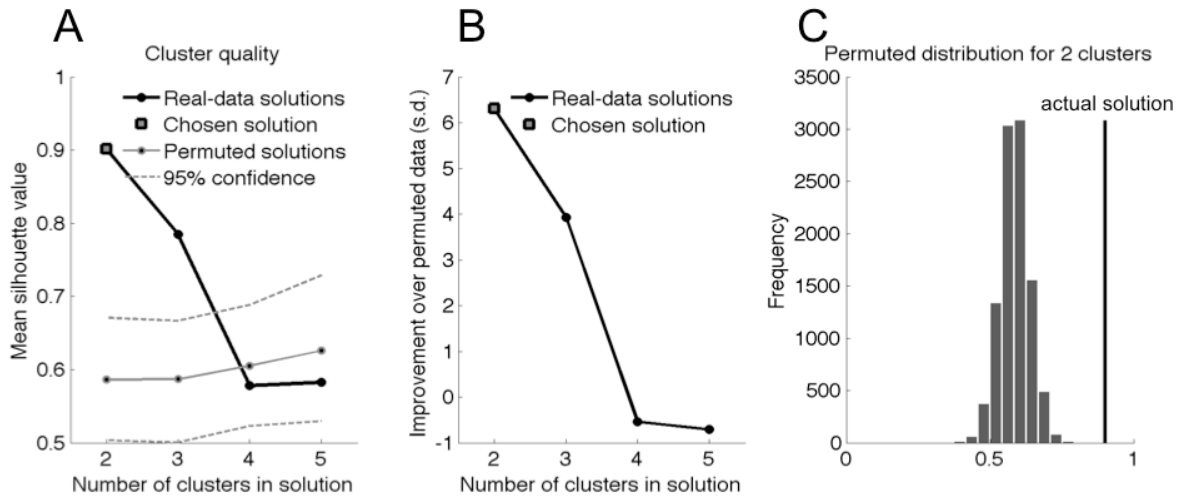 A
Cluster quality
1
0.9
0.8
0.7
0.6
0.5
Mean silhouette value
Real-data solutions
Chosen solution
Permuted solutions
95% confidence
2 3 4 5
Number of clusters in solution
B
7
6
5
4
3
2
1
0
-1
Improvement over permuted data (s.d.)
Real-data solutions
Chosen solution
2 3 4 5
Number of clusters in solution
C
Permuted distribution for 2 clusters
3500
3000
2500
2000
1500
1000
500
0
Frequency
actual solution
0 0.5 1